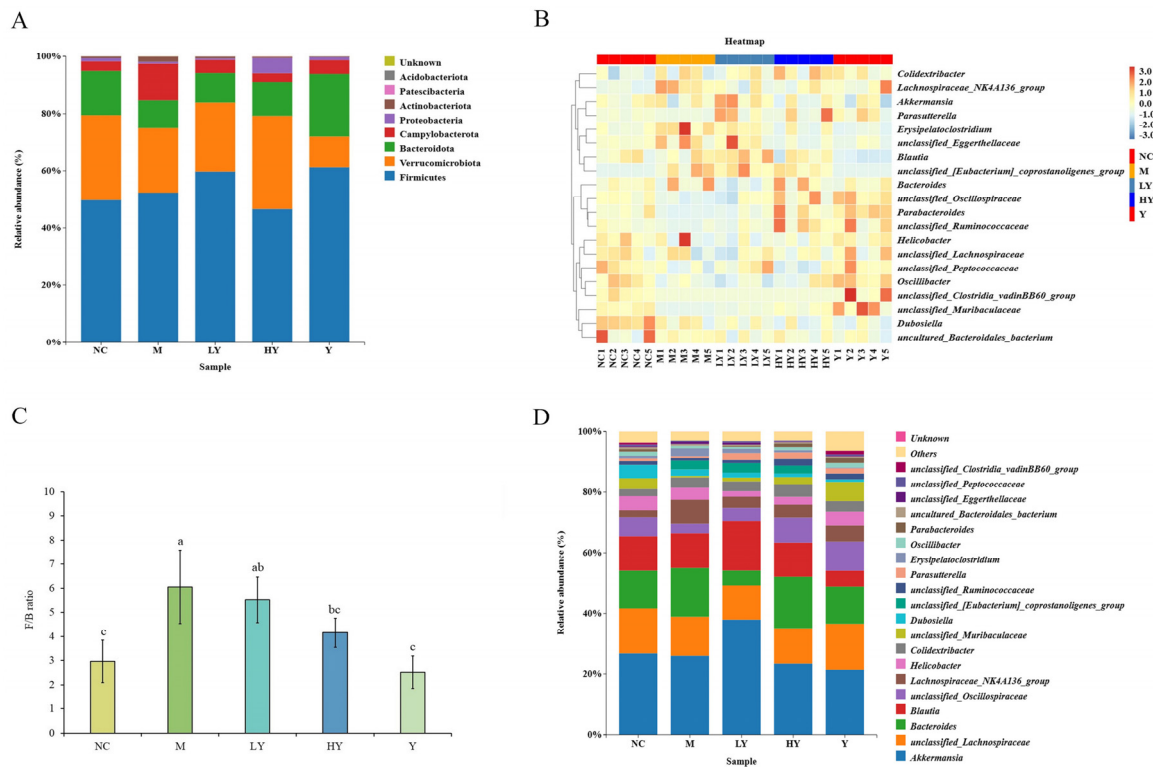 A
100%
80%
60%
40%
20%
0%
Relative abundance (%)
NC M LY HY Y
Sample
Unknown
Acidobacteriota
Patescibacteria
Actinobacteriota
Proteobacteria
Campylobacterota
Bacteroidota
Verrucomicrobiota
Firmicutes
B
Heatmap
Colidextribacter
Lachnospiraceae_NK4A136_group
Akkermansia
Parasutterella
Erysipelatoclostridium
unclassified_Eggerthellaceae
Blautia
unclassified_[Eubacterium]_coprostanoligenes_group
Bacteroides
unclassified_Oscillospiraceae
Parabacteroides
unclassified_Ruminococcaceae
Helicobacter
unclassified_Lachnospiraceae
unclassified_Peptococcaceae
Oscillibacter
unclassified_Clostridia_vadinBB60_group
unclassified_Muribaculaceae
Dubosiella
uncultured_Bacteroidales_bacterium
NC1 NC2 NC3 NC4 NC5 M1 M2 M3 M4 M5 LY1 LY2 LY3 LY4 LY5 HY1 HY2 HY3 HY4 HY5 Y1 Y2 Y3 Y4 Y5
3.0
2.0
1.0
0.0
-1.0
-2.0
-3.0
NC
M
LY
HY
Y
C
10
9
8
7
6
5
4
3
2
1
0
F/B ratio
c a ab bc c
NC M LY HY Y
D
100%
80%
60%
40%
20%
0%
Relative abundance (%)
NC M LY HY Y
Sample
Unknown
Others
unclassified_Clostridia_vadinBB60_group
unclassified_Peptococcaceae
unclassified_Eggerthellaceae
uncultured_Bacteroidales_bacterium
Parabacteroides
Oscillibacter
Erysipelatoclostridium
Parasutterella
unclassified_Ruminococcaceae
unclassified_[Eubacterium]_coprostanoligenes_group
Dubosiella
unclassified_Muribaculaceae
Colidextribacter
Helicobacter
Lachnospiraceae_NK4A136_group
unclassified_Oscillospiraceae
Blautia
Bacteroides
unclassified_Lachnospiraceae
Akkermansia